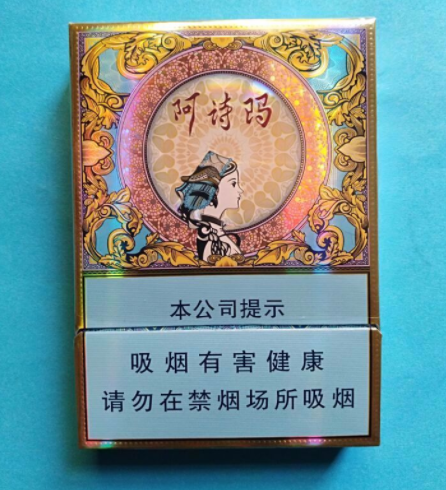 阿诗玛
本公司提示
吸烟有害健康
请勿在禁烟场所吸烟